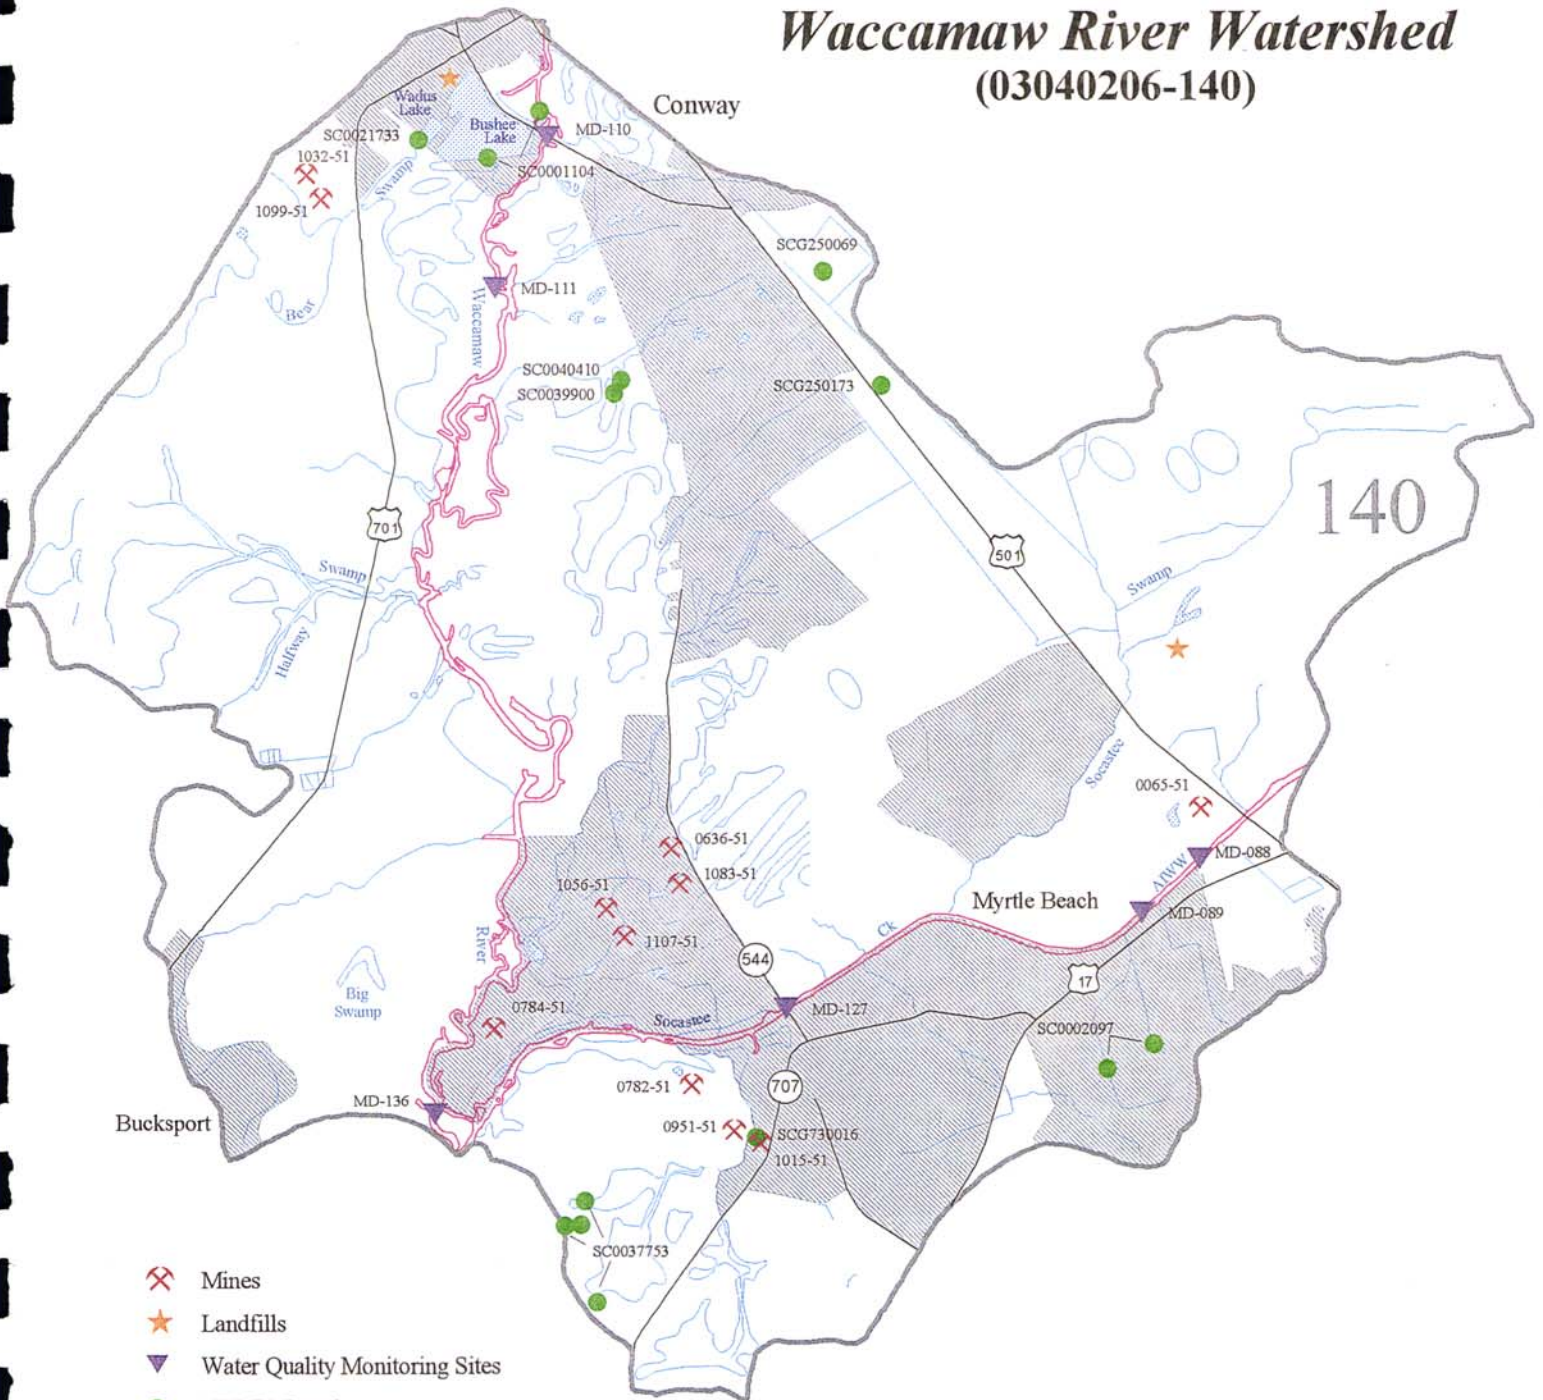 Waccamaw River Watershed
(03040206-140)
Conway
Wadus
Lake
Bushee
Lake
MD-110
SC0021733
1032-51
SC0001104
Swamp
1099-51
SCG250069
MD-111
Bear
Waccamaw
SC0040410
SC0039900
SCG250173
140
701
501
Swamp
Swamp
Halfway
Socastee
0065-51
0636-51
MD-088
1083-51
AIWW
1056-51
Myrtle Beach
MD-089
Ck
1107-51
River
544
17
Big
Swamp
0784-51
MD-127
Socastee
SC0002097
0782-51
707
MD-136
Bucksport
0951-51
SCG730016
1015-51
SC0037753
Mines
Landfills
Water Quality Monitoring Sites